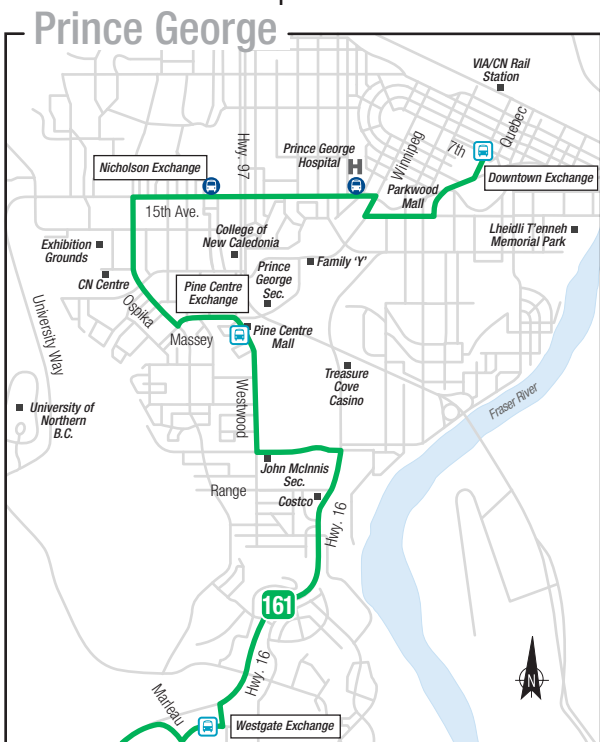 Prince George
VIA/CN Rail
Station
Quebec
Winnipeg
7th
Hwy. 97
Prince George
Hospital
H
Nicholson Exchange
Downtown Exchange
Parkwood
Mall
15th Ave.
College of
New Caledonia
Lheidli T'enneh
Memorial Park
Exhibition
Grounds
Family 'Y'
Prince
George
Sec.
CN Centre
Pine Centre
Exchange
Ospika
University Way
Massey
Pine Centre
Mall
Treasure
Cove
Casino
Westwood
Fraser River
University of
Northern
B.C.
John McInnis
Sec.
Range
Costco
Hwy. 16
161
Hwy. 16
N
Marleau
Westgate Exchange